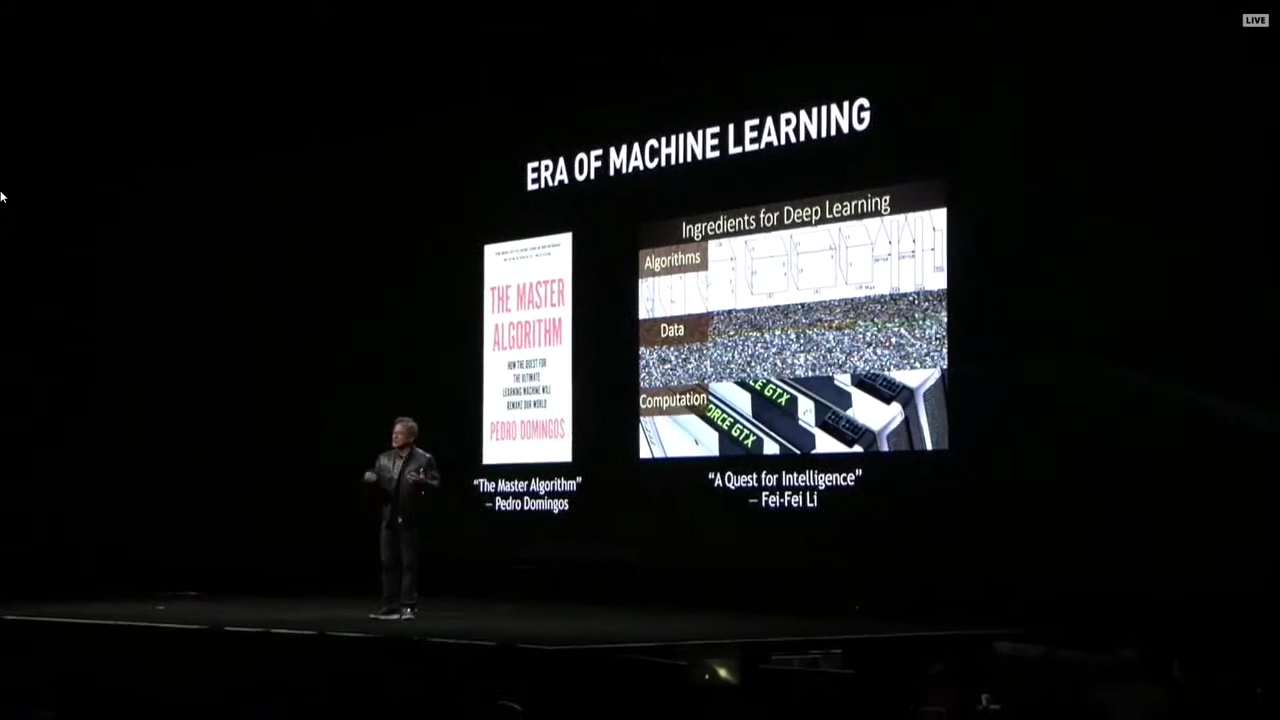 LIVE
ERA OF MACHINE LEARNING
THE MASTER
ALGORITHM
HOW THE QUEST FOR
THE ULTIMATE
LEARNING MACHINE WILL
REMAKE OUR WORLD
PEDRO DOMINGOS
"The Master Algorithm"
– Pedro Domingos
Ingredients for Deep Learning
Algorithms
Data
Computation
CE GTX
ORCE GTX
"A Quest for Intelligence"
– Fei-Fei Li